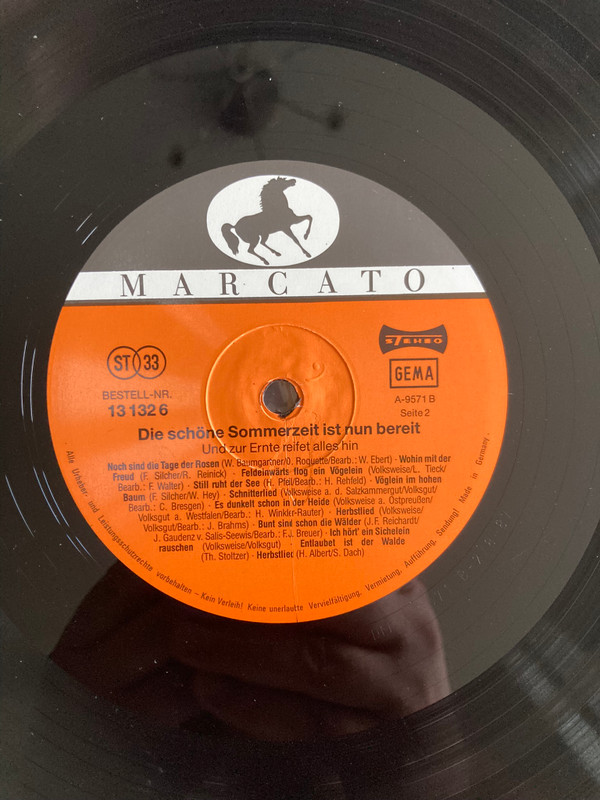 MARCATO
ST 33
STEREO
GEMA
BESTELL-NR.
13 132 6
A-9571 B
Seite 2
Die schöne Sommerzeit ist nun bereit
Und zur Ernte reifet alles hin
Noch sind die Tage der Rosen (W. Baumgartner/O. Roquette/Bearb.: W. Ebert) · Wohin mit der
Freud (F. Silcher/R. Reinick) · Feldeinwärts flog ein Vögelein (Volksweise/L. Tieck/
Bearb.: F. Walter) · Still ruht der See (H. Pfeil/Bearb.: H. Rehfeld) · Vöglein im hohen
Baum (F. Silcher/W. Hey) · Schnitterlied (Volksweise a. d. Salzkammergut/Volksgut/
Bearb.: C. Bresgen) · Es dunkelt schon in der Heide (Volksweise a. Ostpreußen/
Volksgut a. Westfalen/Bearb.: H. Winkler-Rauter) · Herbstlied (Volksweise/
Volksgut/Bearb.: J. Brahms) · Bunt sind schon die Wälder (J.F. Reichardt/
J. Gaudenz v. Salis-Seewis/Bearb.: F.J. Breuer) · Ich hört' ein Sichelein
rauschen (Volksweise/Volksgut) · Entlaubet ist der Walde
(Th. Stoltzer) · Herbstlied (H. Albert/S. Dach)
Alle Urheber- und Leistungsschutzrechte vorbehalten – Kein Verleih! Keine unerlaubte Vervielfältigung, Vermietung, Aufführung, Sendung! Made in Germany.